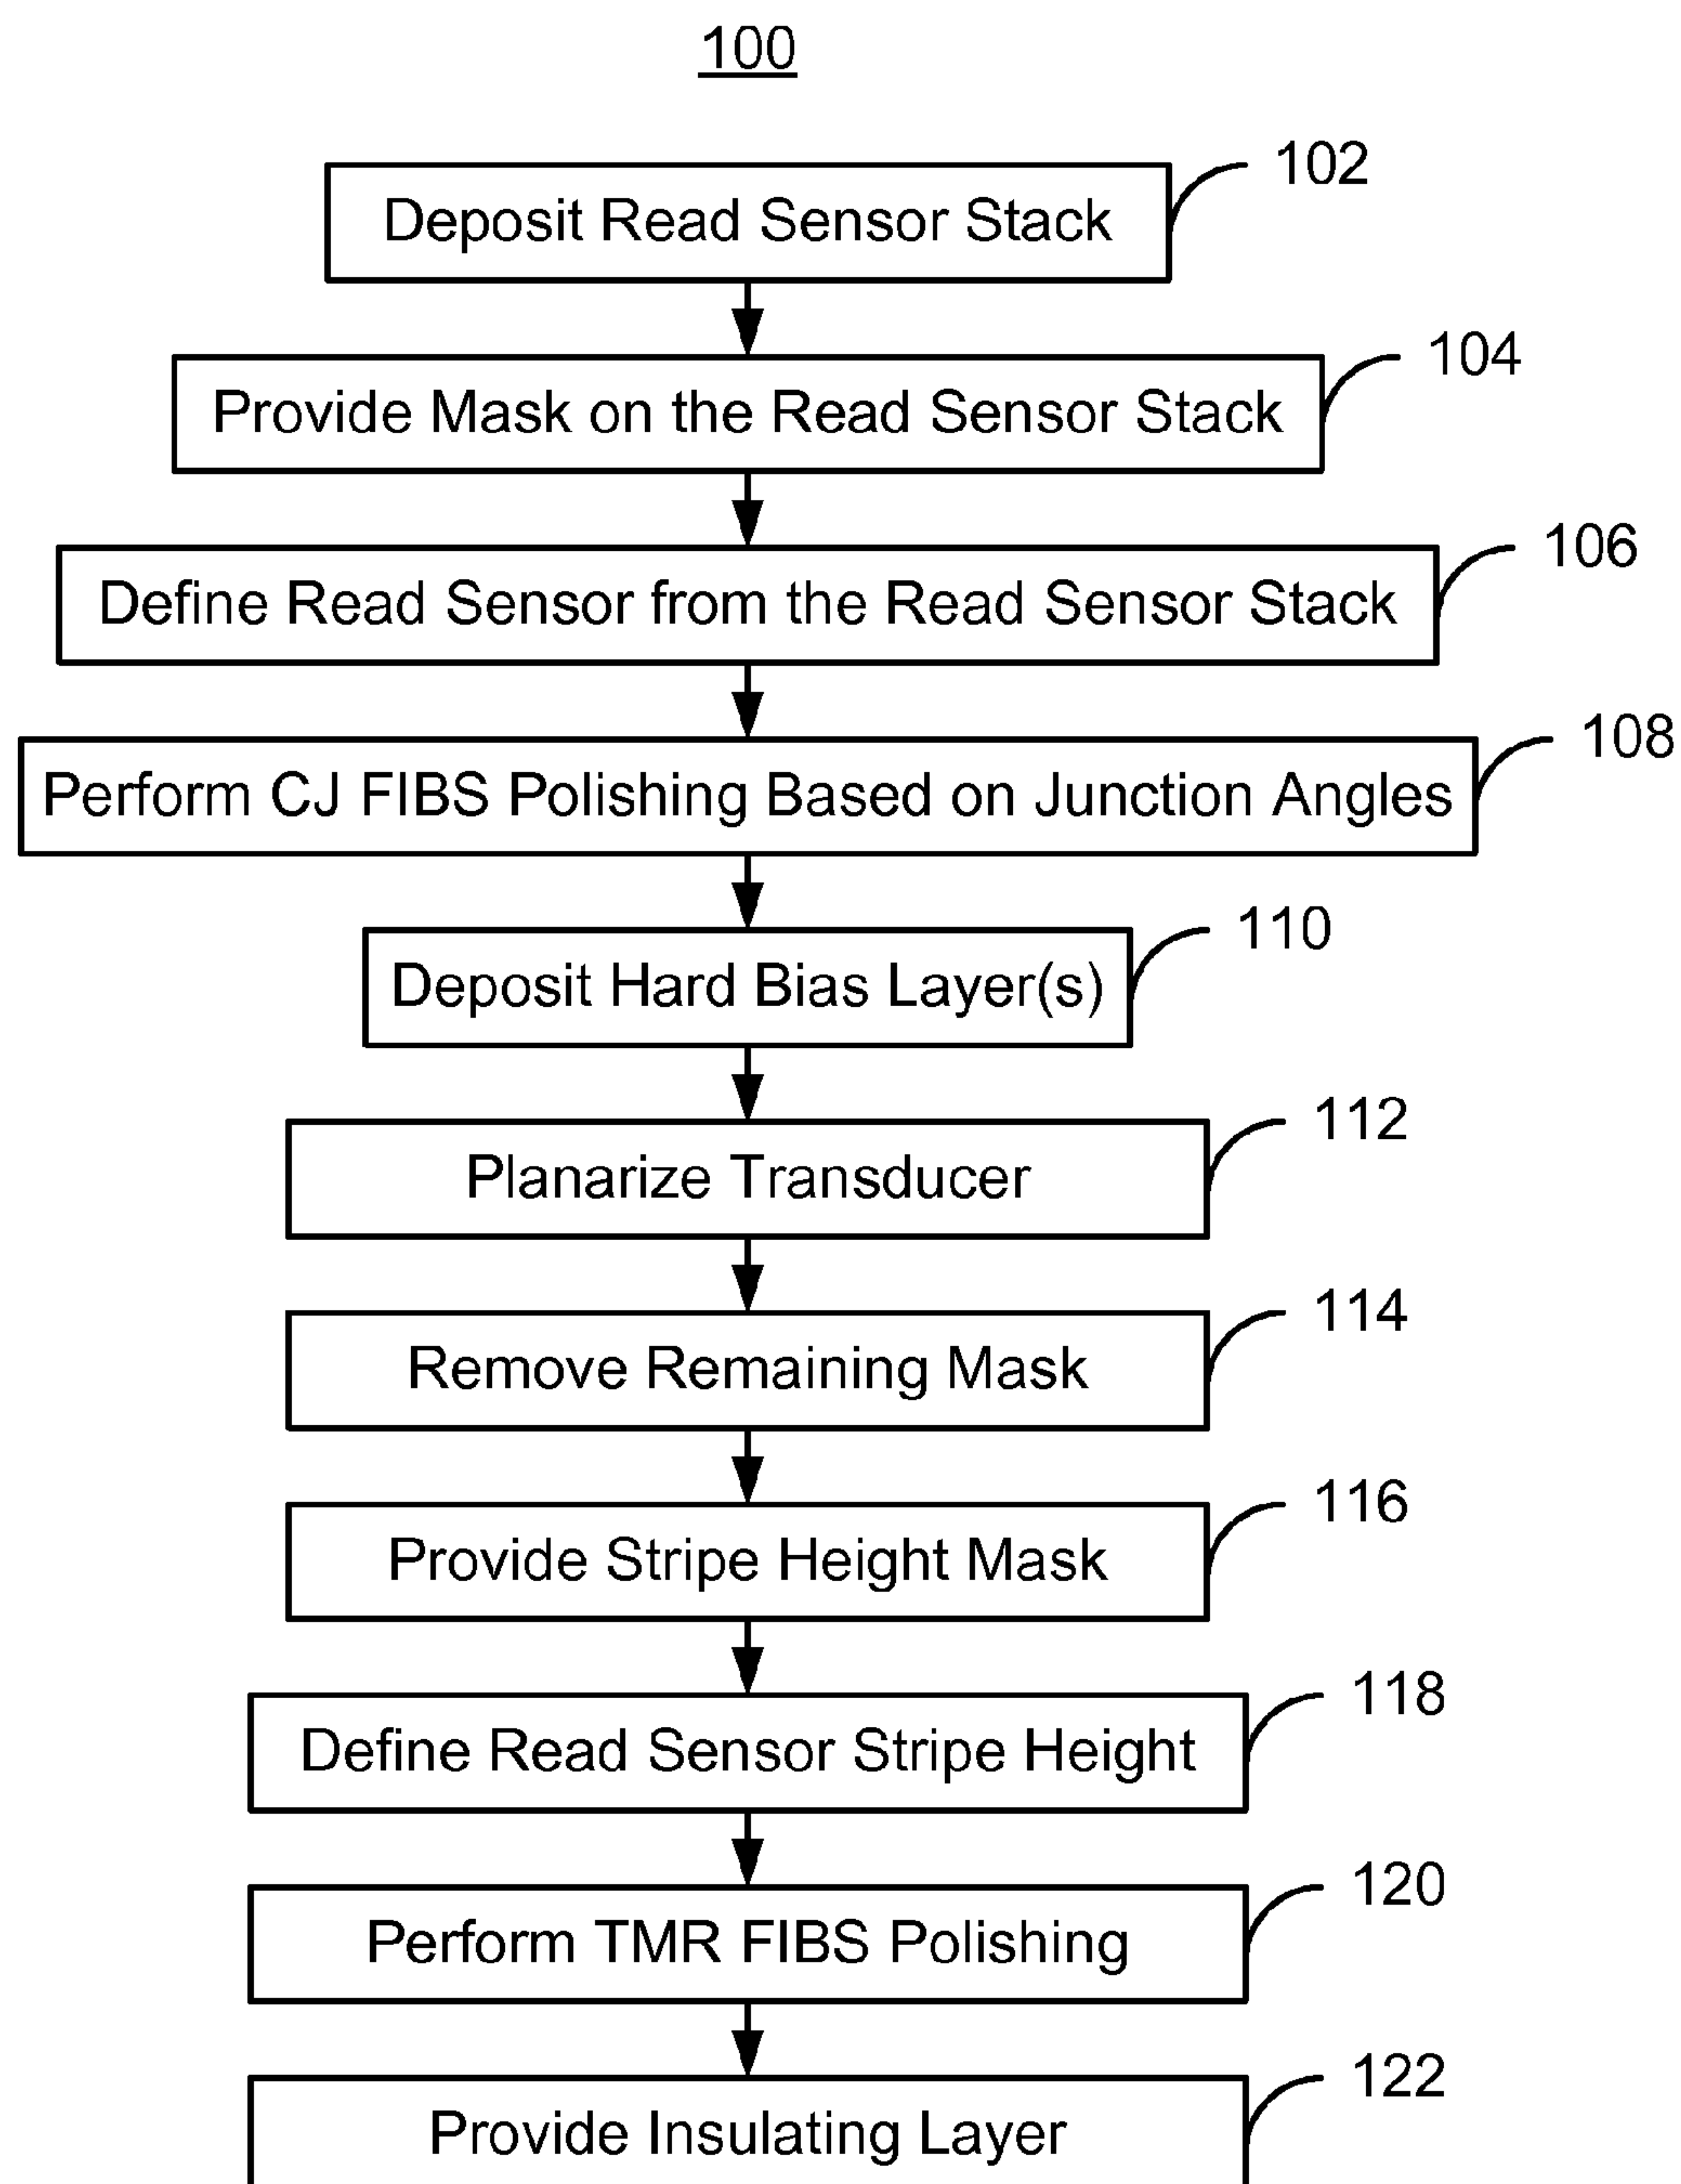 100
102
Deposit Read Sensor Stack
104
Provide Mask on the Read Sensor Stack
106
Define Read Sensor from the Read Sensor Stack
108
Perform CJ FIBS Polishing Based on Junction Angles
110
Deposit Hard Bias Layer(s)
112
Planarize Transducer
114
Remove Remaining Mask
116
Provide Stripe Height Mask
118
Define Read Sensor Stripe Height
120
Perform TMR FIBS Polishing
122
Provide Insulating Layer